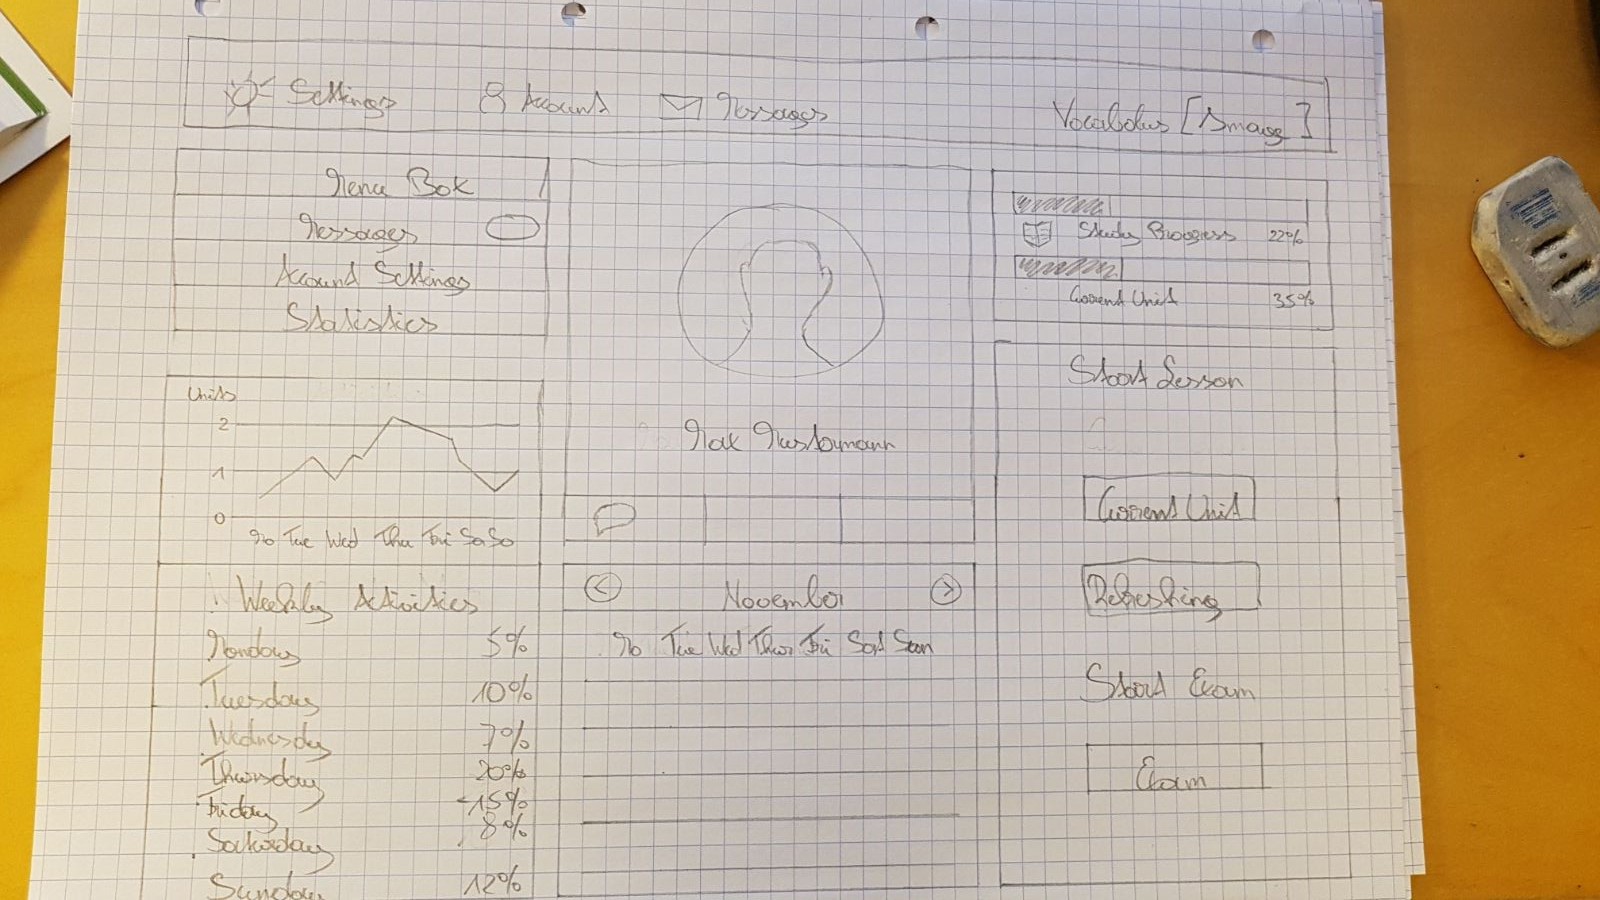 Settings Account Messages Vocabolus [Image]
Menu Box
Messages
Account Settings
Statistics
Units
2
1
0
Mo Tue Wed Thu Fri Sa So
Weekly Activities
Monday 5%
Tuesday 10%
Wednesday 7%
Thursday 20%
Friday 15%
Saturday 8%
Sunday 12%
Max Mustermann
November
Mo Tue Wed Thur Fri Sat Sun
Study Progress 22%
Current Unit 35%
Start Lesson
Current Unit
Refreshing
Start Exam
Exam